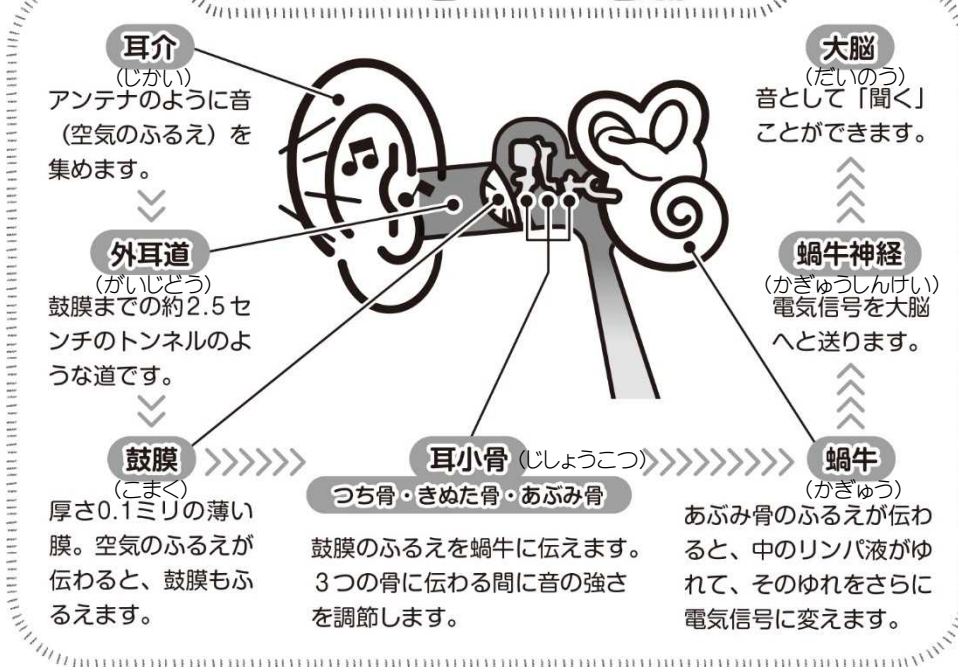 耳介
(じかい)
アンテナのように音
（空気のふるえ）を
集めます。
外耳道
(がいじどう)
鼓膜までの約2.5セ
ンチのトンネルのよ
うな道です。
鼓膜
(こまく)
厚さ0.1ミリの薄い
膜。空気のふるえが
伝わると、鼓膜もふ
るえます。
耳小骨(じしょうこつ)
つち骨・きぬた骨・あぶみ骨
鼓膜のふるえを蝸牛に伝えます。
3つの骨に伝わる間に音の強さ
を調節します。
蝸牛
(かぎゅう)
あぶみ骨のふるえが伝わ
ると、中のリンパ液がゆ
れて、そのゆれをさらに
電気信号に変えます。
蝸牛神経
(かぎゅうしんけい)
電気信号を大脳
へと送ります。
大脳
(だいのう)
音として「聞く」
ことができます。